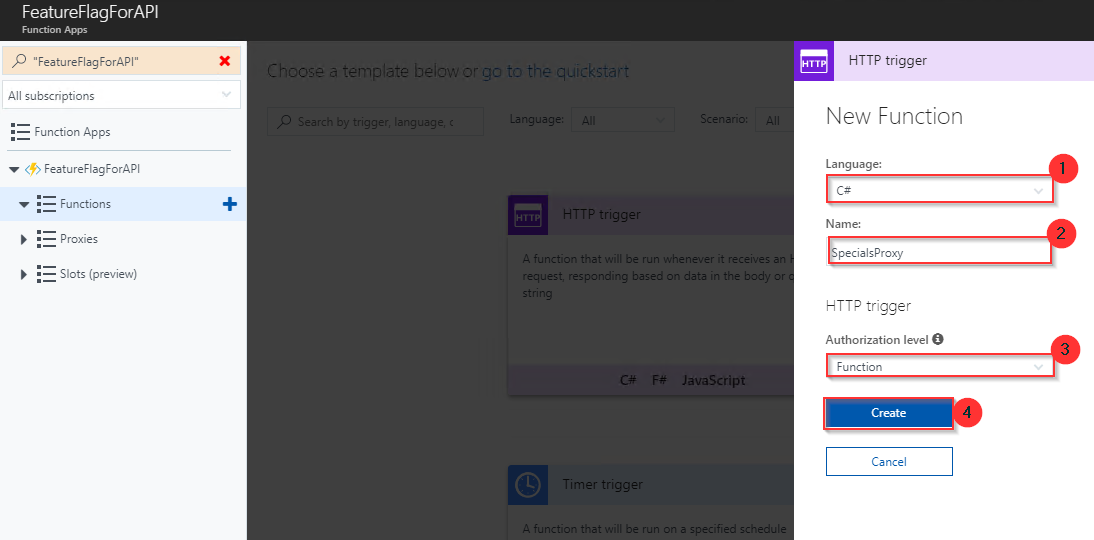 FeatureFlagForAPI
Function Apps
"FeatureFlagForAPI"
All subscriptions
Function Apps
FeatureFlagForAPI
Functions
Proxies
Slots (preview)
Choose a template below or go to the quickstart
Search by trigger, language, c
Language: All Scenario: All
HTTP
HTTP trigger
A function that will be run whenever it receives an H
request, responding based on data in the body or
string
C# F# JavaScript
Timer trigger
A function that will be run on a specified schedule
HTTP
HTTP trigger
New Function
Language:
1
C#
Name:
2
SpecialsProxy
HTTP trigger
Authorization level
3
Function
Create
4
Cancel